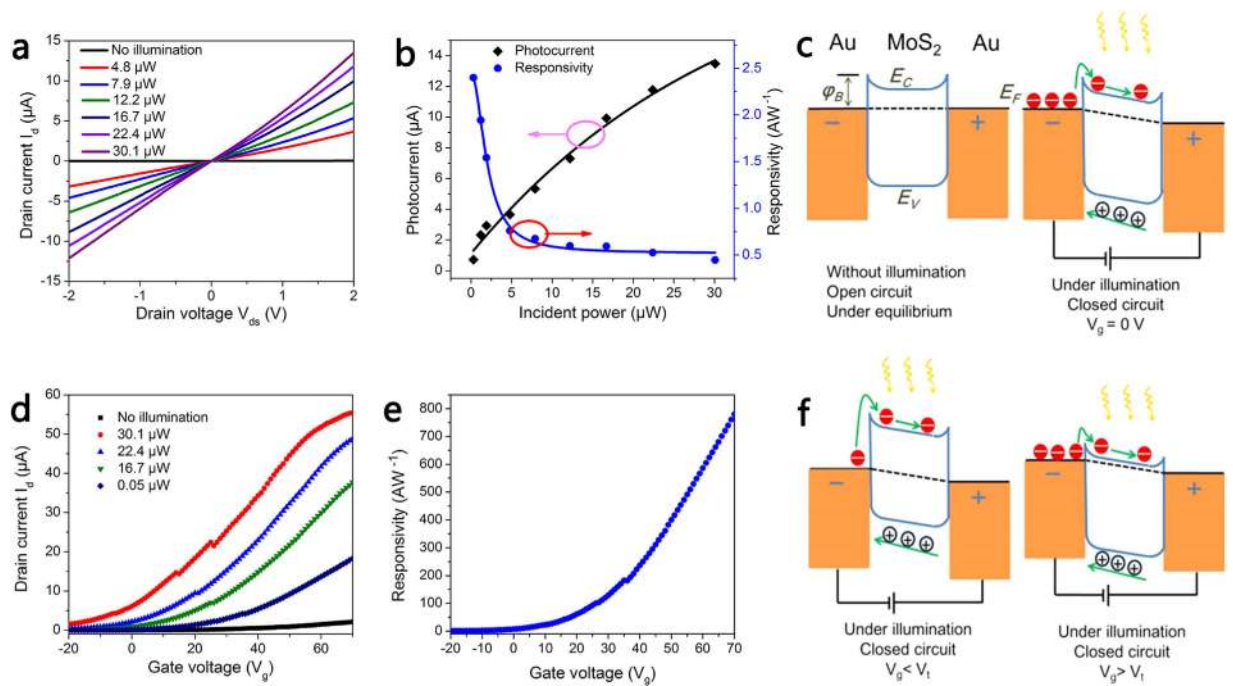 a
Drain current I_d (µA)
15
10
5
0
-5
-10
-15
No illumination
4.8 µW
7.9 µW
12.2 µW
16.7 µW
22.4 µW
30.1 µW
-2
-1
0
1
2
Drain voltage V_ds (V)
b
Photocurrent (µA)
16
14
12
10
8
6
4
2
0
Photocurrent
Responsivity
2.5
2.0
1.5
1.0
0.5
Responsivity (AW⁻¹)
0
5
10
15
20
25
30
Incident power (µW)
c
Au MoS₂ Au
φ_B
E_C
E_V
− +
Without illumination
Open circuit
Under equilibrium
E_F
− +
Under illumination
Closed circuit
V_g = 0 V
d
Drain current I_d (µA)
60
50
40
30
20
10
0
No illumination
30.1 µW
22.4 µW
16.7 µW
0.05 µW
-20
0
20
40
60
Gate voltage (V_g)
e
Responsivity (AW⁻¹)
800
700
600
500
400
300
200
100
0
-20
-10
0
10
20
30
40
50
60
70
Gate voltage (V_g)
f
− +
Under illumination
Closed circuit
V_g< V_t
− +
Under illumination
Closed circuit
V_g> V_t